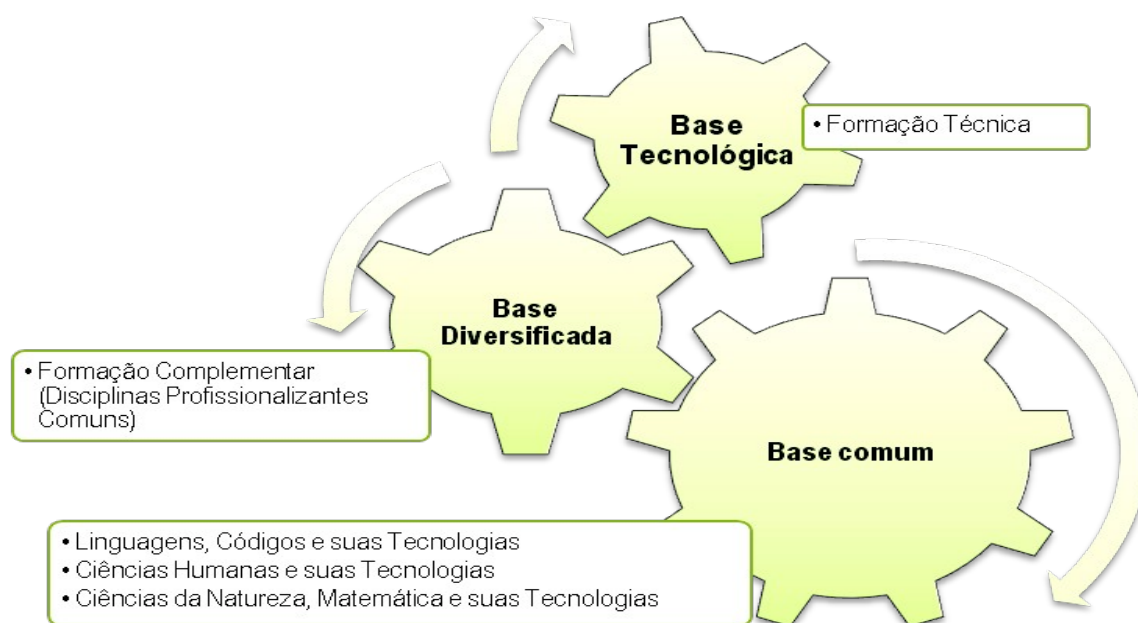 Base
Tecnológica
• Formação Técnica
Base
Diversificada
• Formação Complementar
(Disciplinas Profissionalizantes
Comuns)
Base comum
• Linguagens, Códigos e suas Tecnologias
• Ciências Humanas e suas Tecnologias
• Ciências da Natureza, Matemática e suas Tecnologias